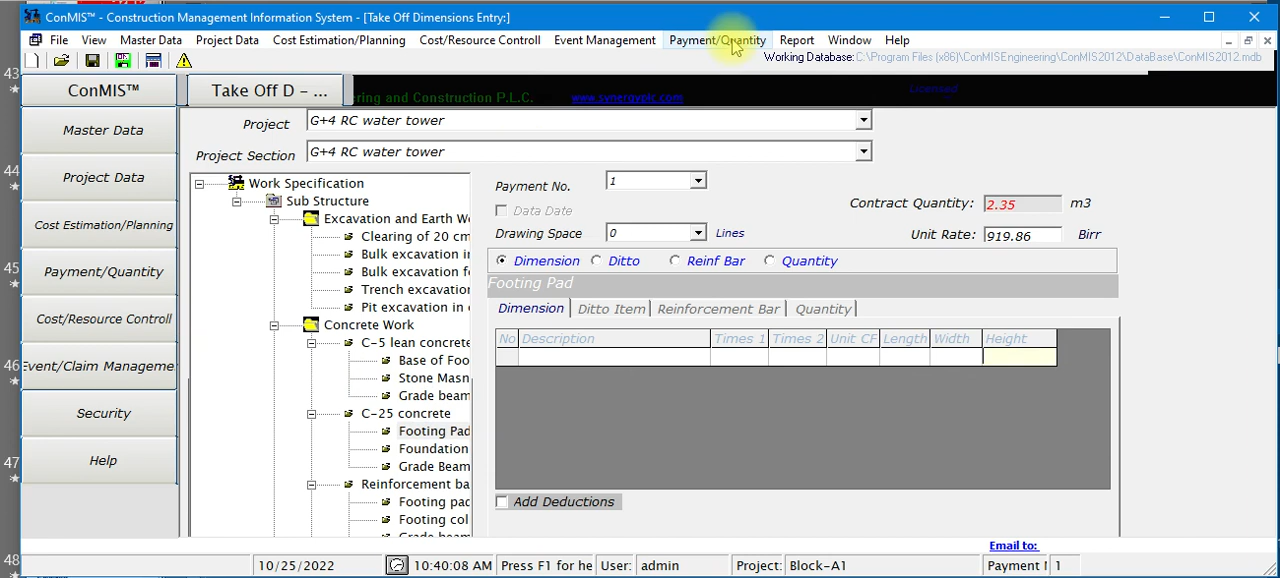 ConMIS™ - Construction Management Information System - [Take Off Dimensions Entry:]
File View Master Data Project Data Cost Estimation/Planning Cost/Resource Controll Event Management Payment/Quantity Report Window Help
Working Database: C:\Program Files (x86)\ConMISEngineering\ConMIS2012\DataBase\ConMIS2012.mdb
43
ConMIS™ Take Off D - ... ering and Construction P.L.C. www.synergyplc.com Licensed
Project G+4 RC water tower
Master Data
Project Section G+4 RC water tower
44
Project Data
Work Specification
Payment No. 1
Sub Structure
Contract Quantity: 2.35 m3
Excavation and Earth Wo
Data Date
Cost Estimation/Planning
Clearing of 20 cm
Drawing Space 0 Lines
Unit Rate: 919.86 Birr
Bulk excavation in
Dimension Ditto Reinf Bar Quantity
45
Payment/Quantity
Bulk excavation fo
Footing Pad
Trench excavation
Pit excavation in o
Dimension Ditto Item Reinforcement Bar Quantity
Cost/Resource Controll
Concrete Work
No Description Times 1 Times 2 Unit CF Length Width Height
C-5 lean concrete
46
Event/Claim Manageme
Base of Foo
Stone Masn
Grade beam
Security
C-25 concrete
Footing Pad
Foundation
Help
47
Grade Beam
Reinforcement ba
Footing pad
Add Deductions
Footing col
Grade beam
Email to:
48
10/25/2022 10:40:08 AM Press F1 for he User: admin Project: Block-A1 Payment 1